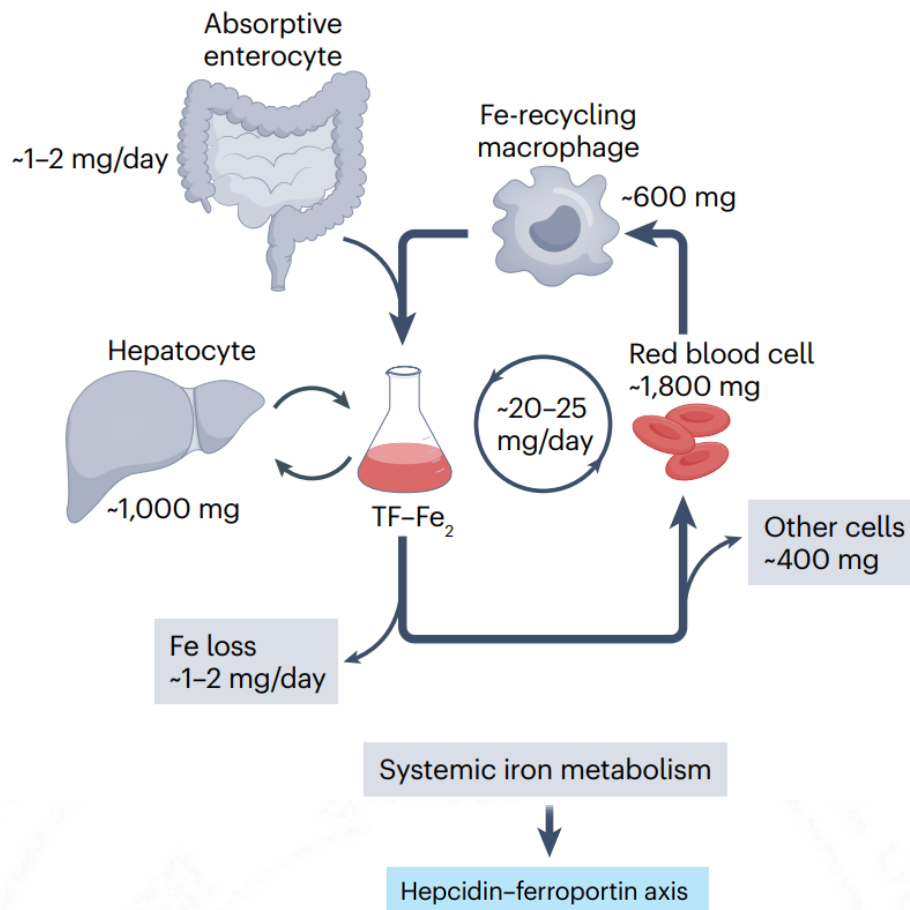 Absorptive
enterocyte
~1–2 mg/day
Fe-recycling
macrophage
~600 mg
Hepatocyte
~1,000 mg
TF–Fe₂
~20–25
mg/day
Red blood cell
~1,800 mg
Other cells
~400 mg
Fe loss
~1–2 mg/day
Systemic iron metabolism
Hepcidin–ferroportin axis